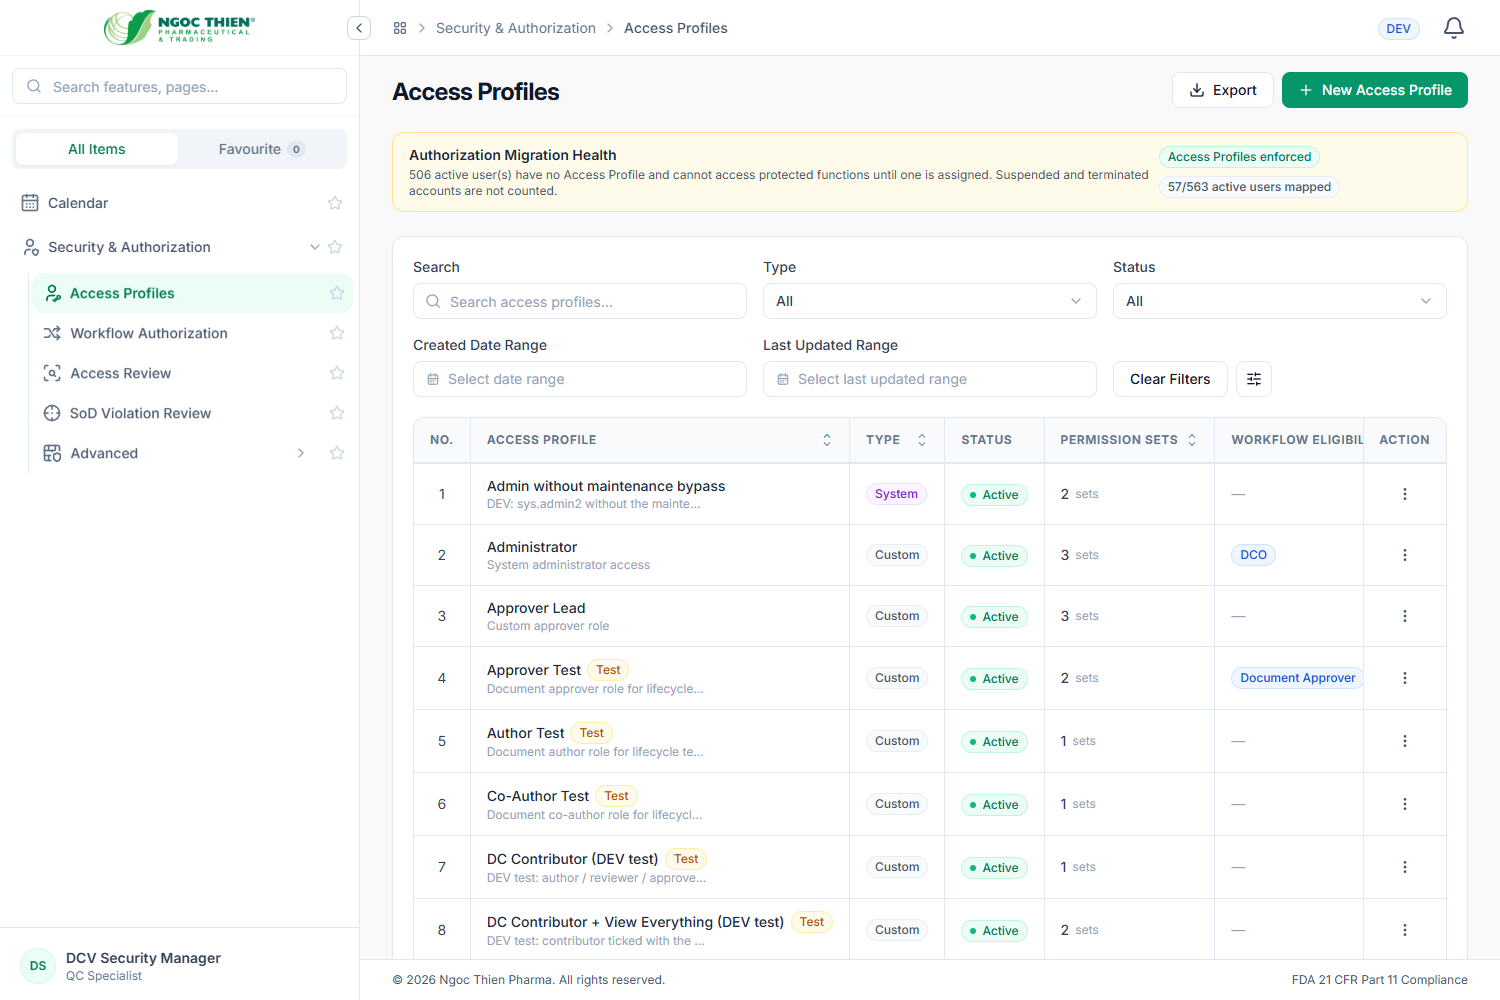 NGOC THIEN®
PHARMACEUTICAL
& TRADING
Search features, pages...
All Items
Favourite 0
Calendar
Security & Authorization
Access Profiles
Workflow Authorization
Access Review
SoD Violation Review
Advanced
DS
DCV Security Manager
QC Specialist
Security & Authorization
Access Profiles
DEV
Access Profiles
Export
New Access Profile
Authorization Migration Health
506 active user(s) have no Access Profile and cannot access protected functions until one is assigned. Suspended and terminated
accounts are not counted.
Access Profiles enforced
57/563 active users mapped
Search
Type
Status
Search access profiles...
All
All
Created Date Range
Last Updated Range
Select date range
Select last updated range
Clear Filters
NO. ACCESS PROFILE TYPE STATUS PERMISSION SETS WORKFLOW ELIGIBIL ACTION
1 Admin without maintenance bypass System Active 2 sets —
DEV: sys.admin2 without the mainte...
2 Administrator Custom Active 3 sets DCO
System administrator access
3 Approver Lead Custom Active 3 sets —
Custom approver role
4 Approver Test Test Custom Active 2 sets Document Approver
Document approver role for lifecycle...
5 Author Test Test Custom Active 1 sets —
Document author role for lifecycle te...
6 Co-Author Test Test Custom Active 1 sets —
Document co-author role for lifecycl...
7 DC Contributor (DEV test) Test Custom Active 1 sets —
DEV test: author / reviewer / approve...
8 DC Contributor + View Everything (DEV test) Test Custom Active 2 sets —
DEV test: contributor ticked with the ...
© 2026 Ngoc Thien Pharma. All rights reserved.
FDA 21 CFR Part 11 Compliance